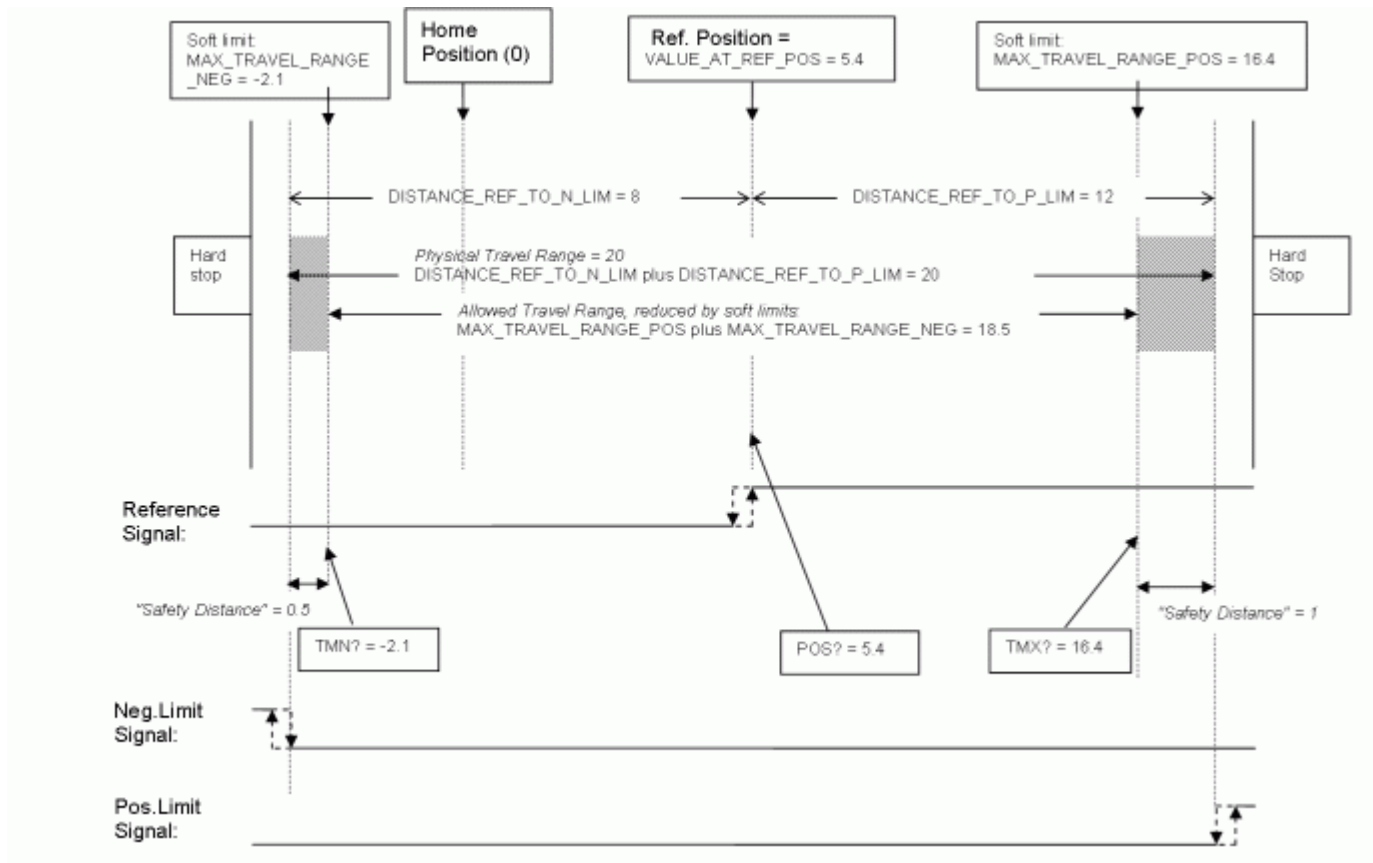 Soft limit:
MAX_TRAVEL_RANGE
_NEG = -2.1
Home
Position (0)
Ref. Position =
VALUE_AT_REF_POS = 5.4
Soft limit:
MAX_TRAVEL_RANGE_POS = 16.4
DISTANCE_REF_TO_N_LIM = 8
DISTANCE_REF_TO_P_LIM = 12
Hard
stop
Physical Travel Range = 20
DISTANCE_REF_TO_N_LIM plus DISTANCE_REF_TO_P_LIM = 20
Hard
Stop
Allowed Travel Range, reduced by soft limits:
MAX_TRAVEL_RANGE_POS plus MAX_TRAVEL_RANGE_NEG = 18.5
Reference
Signal:
"Safety Distance" = 0.5
"Safety Distance" = 1
TMN? = -2.1
POS? = 5.4
TMX? = 16.4
Neg.Limit
Signal:
Pos.Limit
Signal: